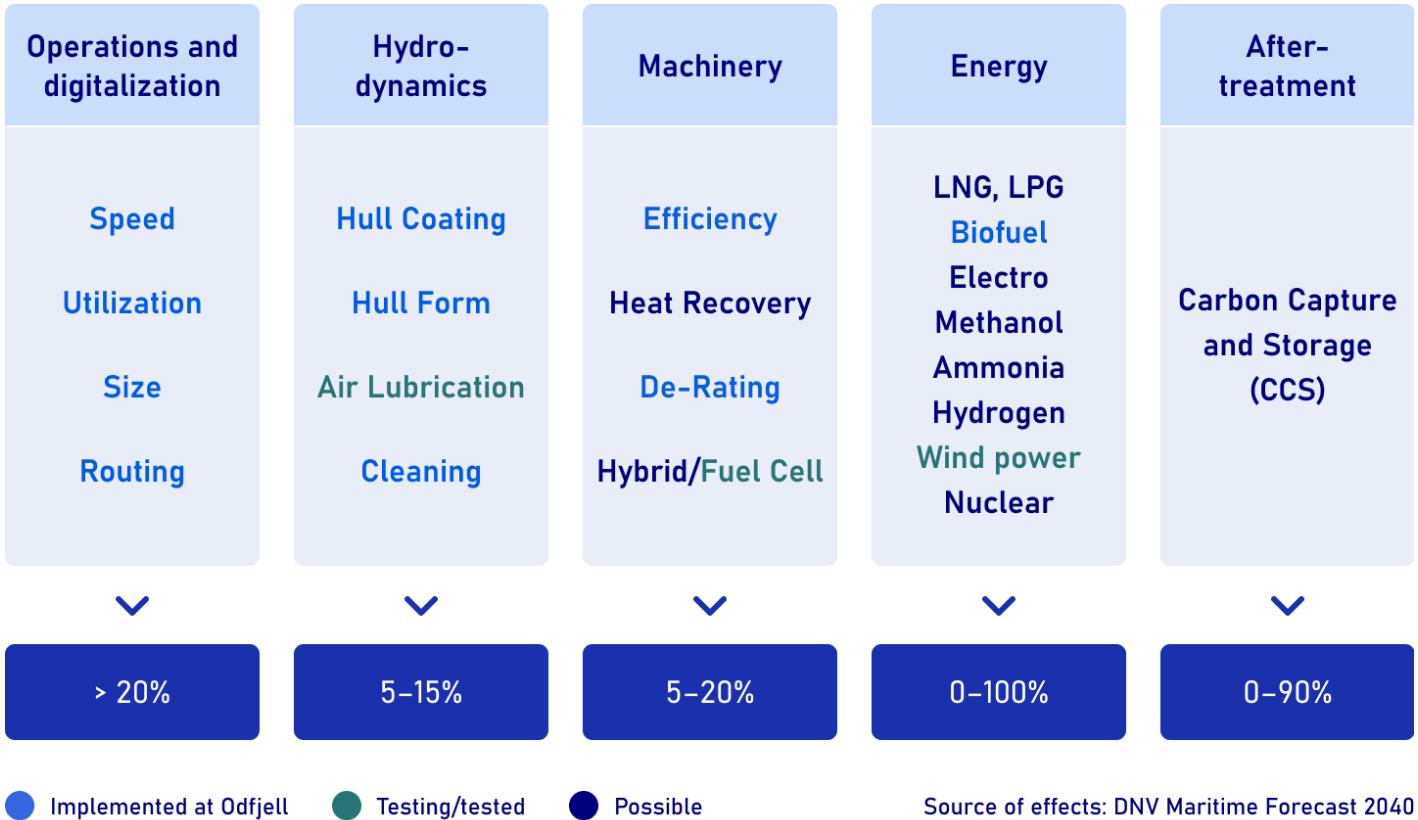 Operations and
digitalization
Speed
Utilization
Size
Routing
> 20%
Hydro-
dynamics
Hull Coating
Hull Form
Air Lubrication
Cleaning
5–15%
Machinery
Efficiency
Heat Recovery
De-Rating
Hybrid/Fuel Cell
5–20%
Energy
LNG, LPG
Biofuel
Electro
Methanol
Ammonia
Hydrogen
Wind power
Nuclear
0–100%
After-
treatment
Carbon Capture
and Storage
(CCS)
0–90%
Implemented at Odfjell
Testing/tested
Possible
Source of effects: DNV Maritime Forecast 2040